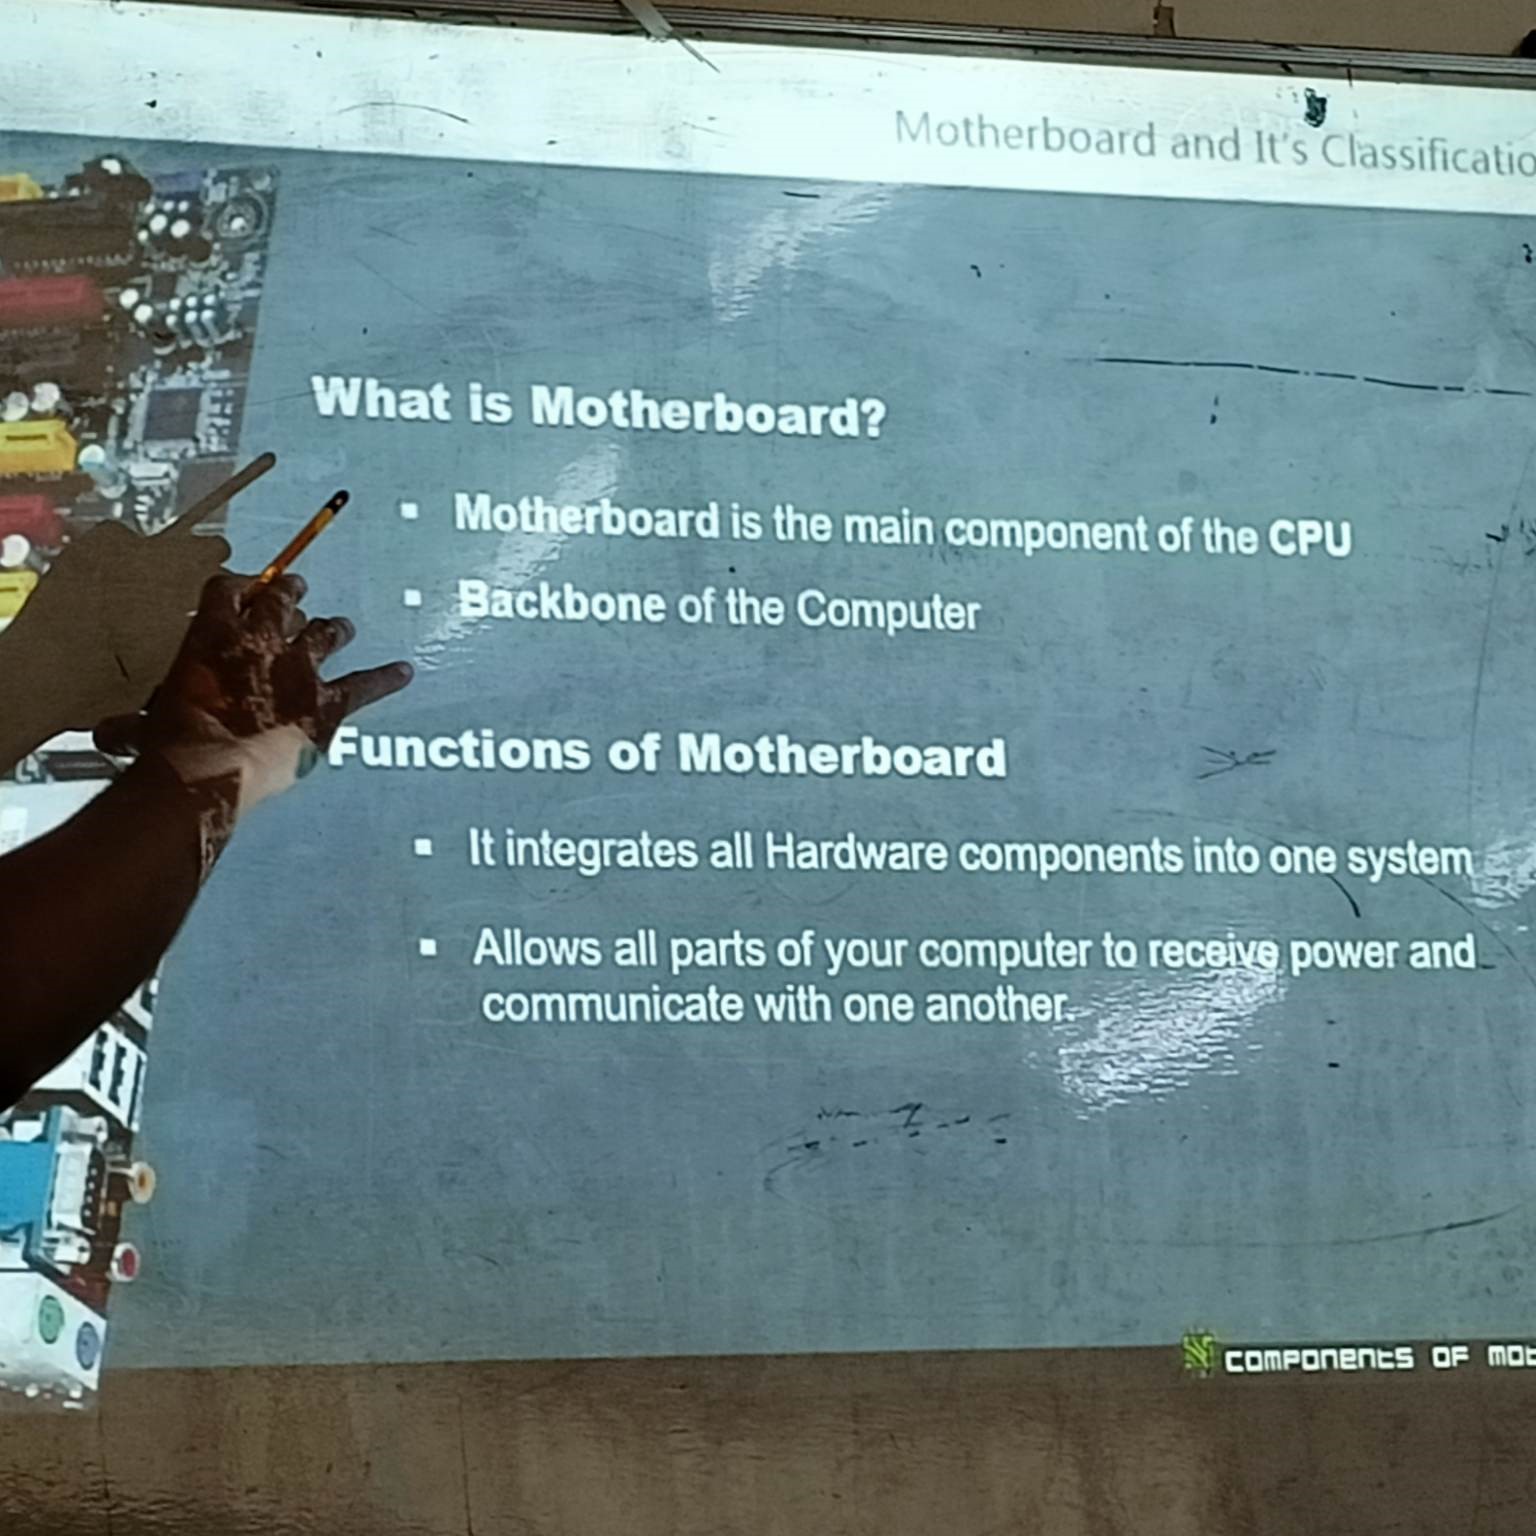 Motherboard and It's Classificatio
What is Motherboard?
▪ Motherboard is the main component of the CPU
▪ Backbone of the Computer
Functions of Motherboard
▪ It integrates all Hardware components into one system
▪ Allows all parts of your computer to receive power and
communicate with one another.
COMPONENTS OF MOT